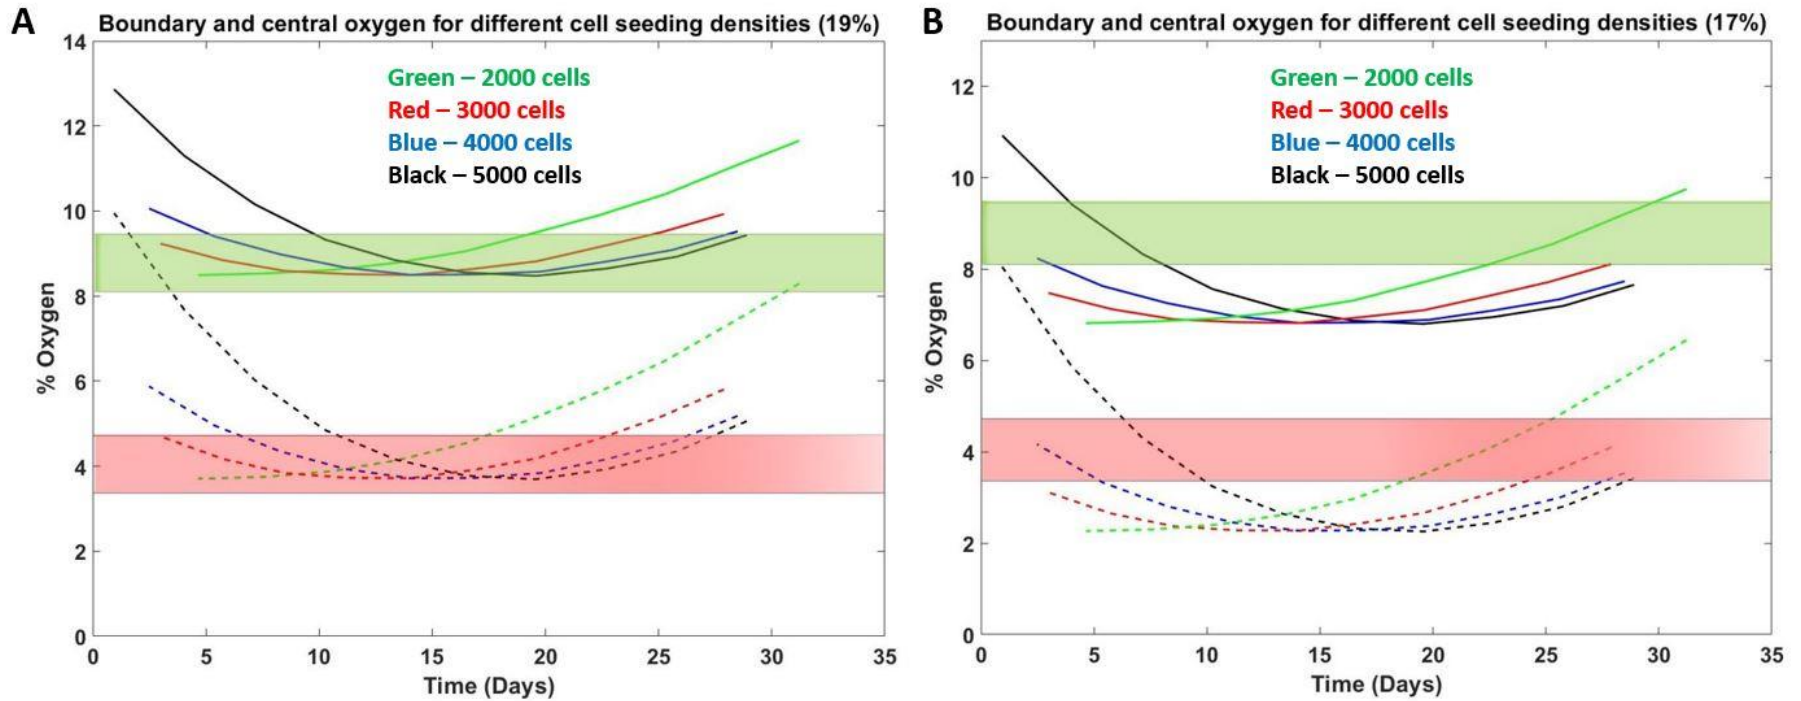 A
Boundary and central oxygen for different cell seeding densities (19%)
Green – 2000 cells
Red – 3000 cells
Blue – 4000 cells
Black – 5000 cells
% Oxygen
14
12
10
8
6
4
2
0
0 5 10 15 20 25 30 35
Time (Days)
B
Boundary and central oxygen for different cell seeding densities (17%)
Green – 2000 cells
Red – 3000 cells
Blue – 4000 cells
Black – 5000 cells
% Oxygen
12
10
8
6
4
2
0
0 5 10 15 20 25 30 35
Time (Days)